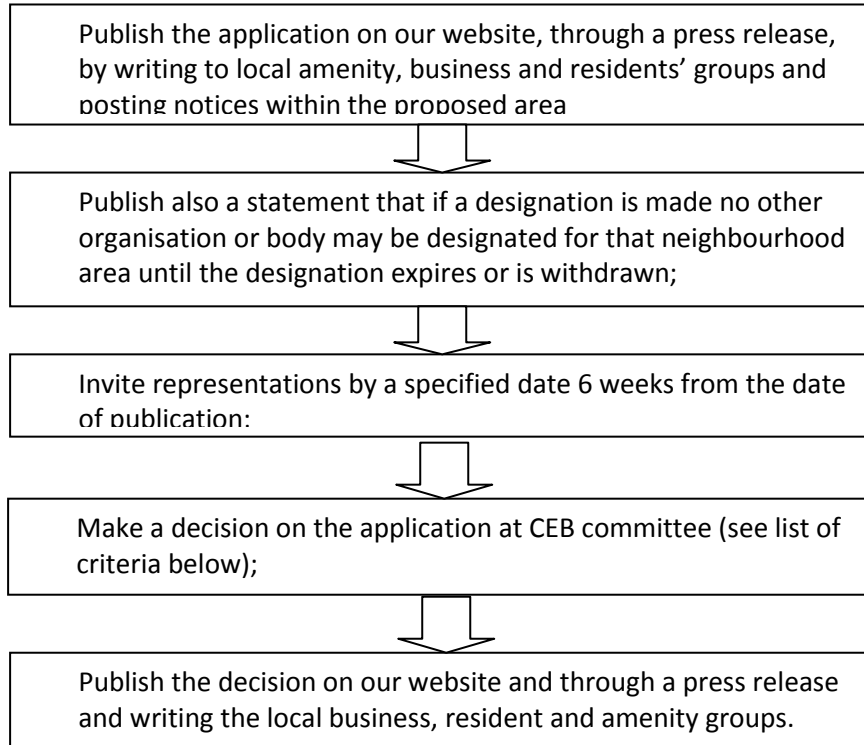 Publish the application on our website, through a press release,
by writing to local amenity, business and residents’ groups and
posting notices within the proposed area
Publish also a statement that if a designation is made no other
organisation or body may be designated for that neighbourhood
area until the designation expires or is withdrawn;
Invite representations by a specified date 6 weeks from the date
of publication;
Make a decision on the application at CEB committee (see list of
criteria below);
Publish the decision on our website and through a press release
and writing the local business, resident and amenity groups.